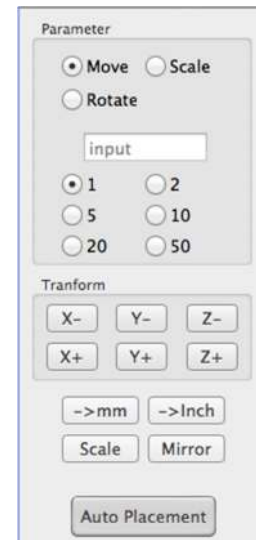 Parameter
Move Scale
Rotate
input
1 2
5 10
20 50
Tranform
X- Y- Z-
X+ Y+ Z+
->mm ->Inch
Scale Mirror
Auto Placement